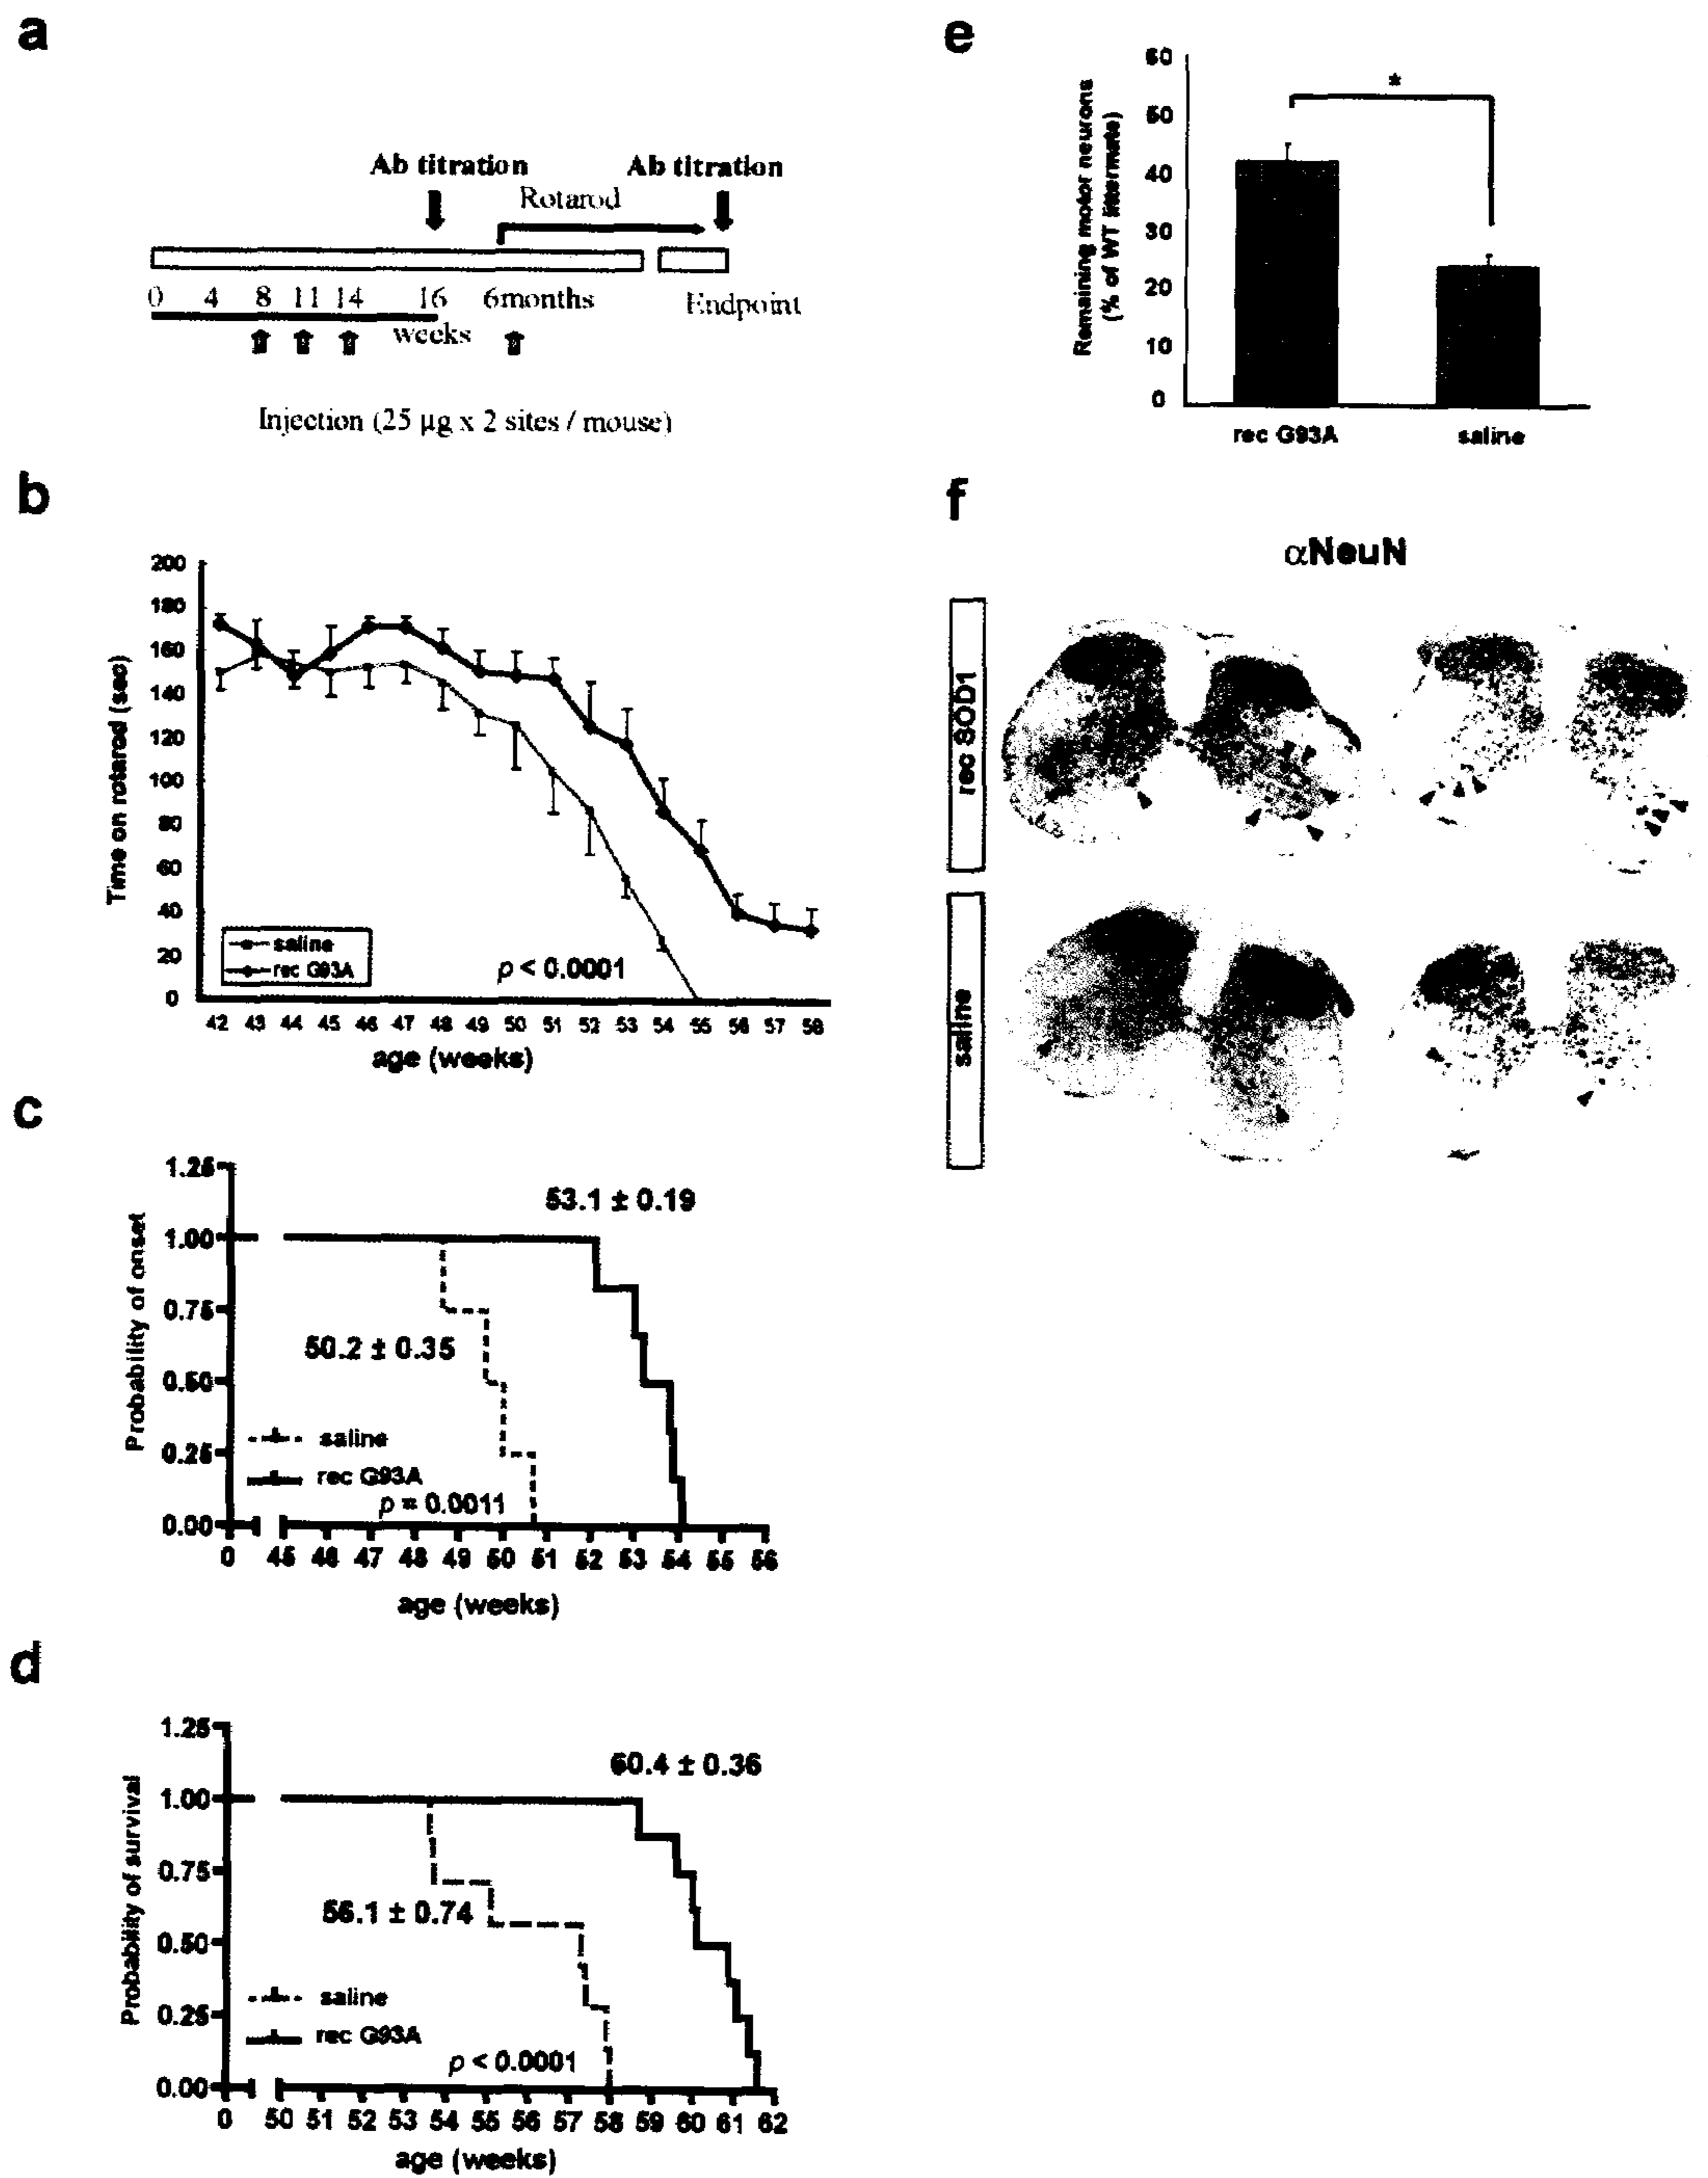 a
Ab titration
Ab titration
Rotarod
0 4 8 11 14 16 6months
Endpoint
weeks
Injection (25 µg x 2 sites / mouse)
b
Time on rotarod (sec)
200
180
160
140
120
100
80
60
40
20
0
saline
rec G93A
p < 0.0001
42 43 44 45 46 47 48 49 50 51 52 53 54 55 56 57 58
age (weeks)
c
Probability of onset
1.25
1.00
0.75
0.50
0.25
0.00
53.1 ± 0.19
50.2 ± 0.35
saline
rec G93A
p = 0.0011
0 45 46 47 48 49 50 51 52 53 54 55 56
age (weeks)
d
Probability of survival
1.25
1.00
0.75
0.50
0.25
0.00
60.4 ± 0.36
56.1 ± 0.74
saline
rec G93A
p < 0.0001
0 50 51 52 53 54 55 56 57 58 59 60 61 62
age (weeks)
e
Remaining motor neurons
(% of WT littermate)
60
50
40
30
20
10
0
*
rec G93A saline
f
αNeuN
rec SOD1
saline